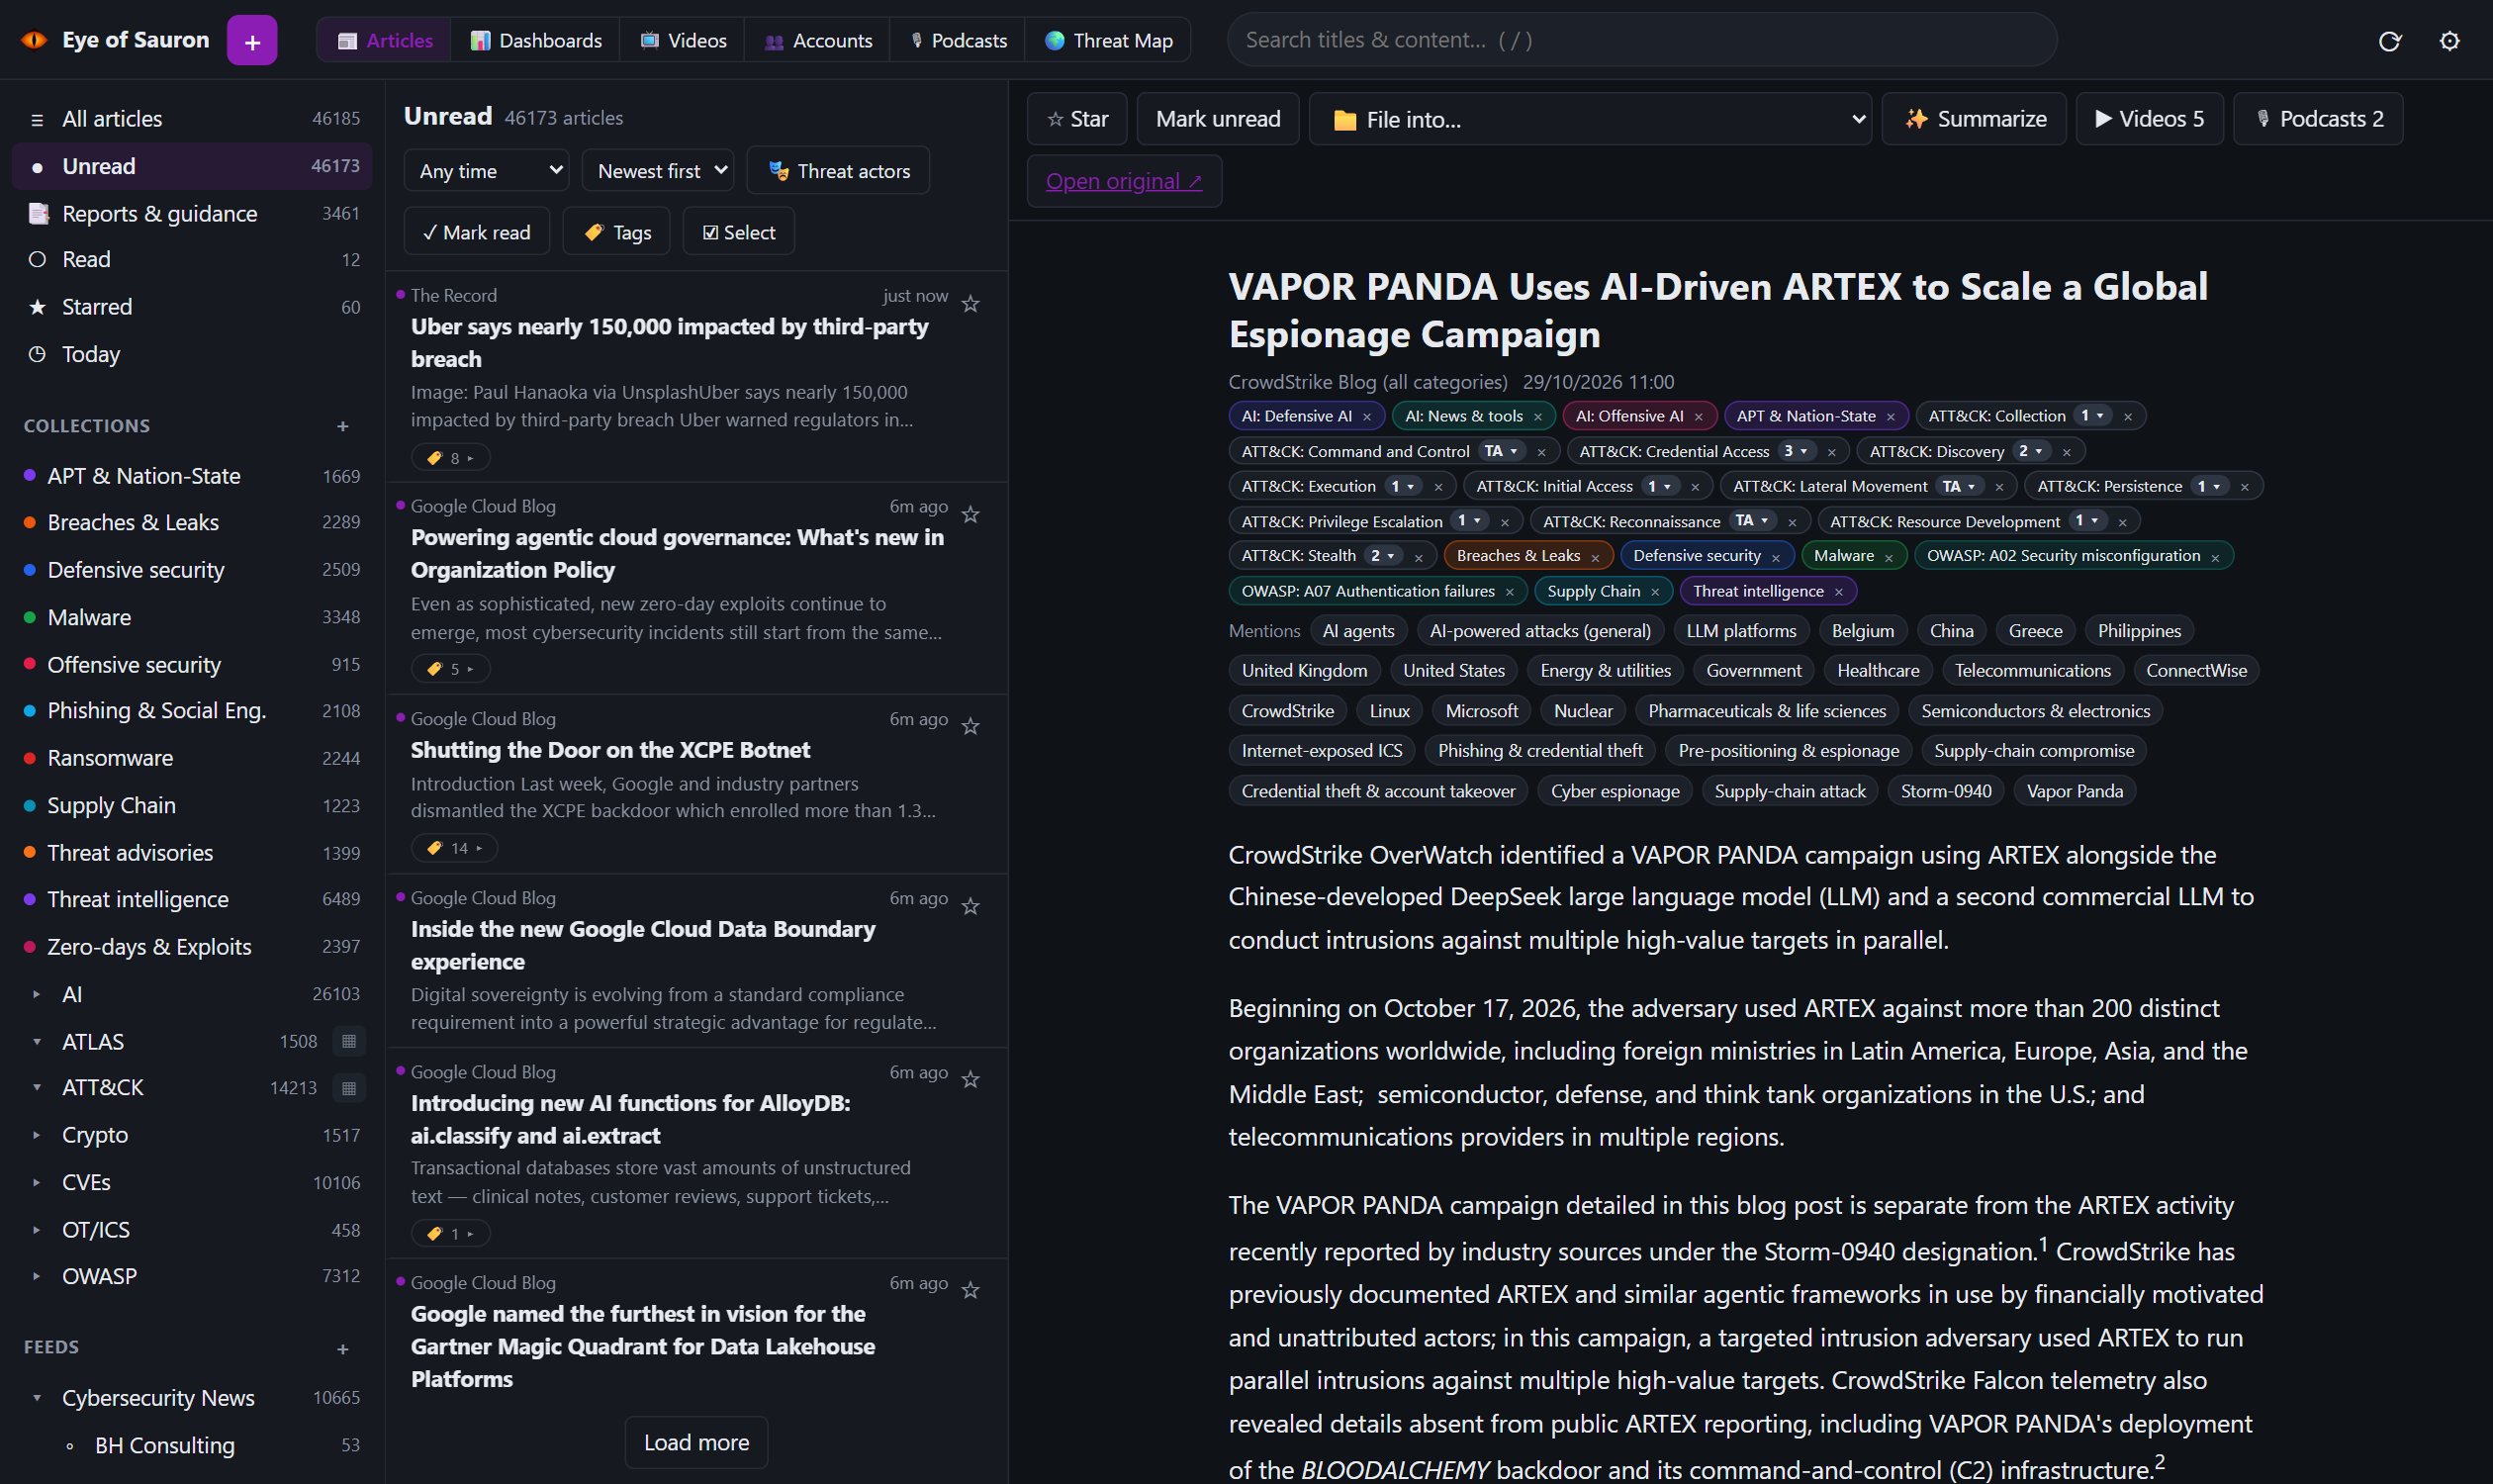 Eye of Sauron
+
Articles
Dashboards
Videos
Accounts
Podcasts
Threat Map
Search titles & content... ( / )
All articles 46185
Unread 46173
Reports & guidance 3461
Read 12
Starred 60
Today
COLLECTIONS +
APT & Nation-State 1669
Breaches & Leaks 2289
Defensive security 2509
Malware 3348
Offensive security 915
Phishing & Social Eng. 2108
Ransomware 2244
Supply Chain 1223
Threat advisories 1399
Threat intelligence 6489
Zero-days & Exploits 2397
AI 26103
ATLAS 1508
ATT&CK 14213
Crypto 1517
CVEs 10106
OT/ICS 458
OWASP 7312
FEEDS +
Cybersecurity News 10665
BH Consulting 53
Unread 46173 articles
Any time
Newest first
Threat actors
✓ Mark read
Tags
☑ Select
The Record just now
Uber says nearly 150,000 impacted by third-party
breach
Image: Paul Hanaoka via UnsplashUber says nearly 150,000
impacted by third-party breach Uber warned regulators in...
8
Google Cloud Blog 6m ago
Powering agentic cloud governance: What's new in
Organization Policy
Even as sophisticated, new zero-day exploits continue to
emerge, most cybersecurity incidents still start from the same...
5
Google Cloud Blog 6m ago
Shutting the Door on the XCPE Botnet
Introduction Last week, Google and industry partners
dismantled the XCPE backdoor which enrolled more than 1.3...
14
Google Cloud Blog 6m ago
Inside the new Google Cloud Data Boundary
experience
Digital sovereignty is evolving from a standard compliance
requirement into a powerful strategic advantage for regulate...
Google Cloud Blog 6m ago
Introducing new AI functions for AlloyDB:
ai.classify and ai.extract
Transactional databases store vast amounts of unstructured
text — clinical notes, customer reviews, support tickets,...
1
Google Cloud Blog 6m ago
Google named the furthest in vision for the
Gartner Magic Quadrant for Data Lakehouse
Platforms
Load more
☆ Star
Mark unread
File into...
Summarize
▶ Videos 5
Podcasts 2
Open original ↗
VAPOR PANDA Uses AI-Driven ARTEX to Scale a Global
Espionage Campaign
CrowdStrike Blog (all categories) 29/10/2026 11:00
AI: Defensive AI × AI: News & tools × AI: Offensive AI × APT & Nation-State × ATT&CK: Collection 1 ▾ ×
ATT&CK: Command and Control TA ▾ × ATT&CK: Credential Access 3 ▾ × ATT&CK: Discovery 2 ▾ ×
ATT&CK: Execution 1 ▾ × ATT&CK: Initial Access 1 ▾ × ATT&CK: Lateral Movement TA ▾ × ATT&CK: Persistence 1 ▾ ×
ATT&CK: Privilege Escalation 1 ▾ × ATT&CK: Reconnaissance TA ▾ × ATT&CK: Resource Development 1 ▾ ×
ATT&CK: Stealth 2 ▾ × Breaches & Leaks × Defensive security × Malware × OWASP: A02 Security misconfiguration ×
OWASP: A07 Authentication failures × Supply Chain × Threat intelligence ×
Mentions AI agents AI-powered attacks (general) LLM platforms Belgium China Greece Philippines
United Kingdom United States Energy & utilities Government Healthcare Telecommunications ConnectWise
CrowdStrike Linux Microsoft Nuclear Pharmaceuticals & life sciences Semiconductors & electronics
Internet-exposed ICS Phishing & credential theft Pre-positioning & espionage Supply-chain compromise
Credential theft & account takeover Cyber espionage Supply-chain attack Storm-0940 Vapor Panda
CrowdStrike OverWatch identified a VAPOR PANDA campaign using ARTEX alongside the
Chinese-developed DeepSeek large language model (LLM) and a second commercial LLM to
conduct intrusions against multiple high-value targets in parallel.
Beginning on October 17, 2026, the adversary used ARTEX against more than 200 distinct
organizations worldwide, including foreign ministries in Latin America, Europe, Asia, and the
Middle East; semiconductor, defense, and think tank organizations in the U.S.; and
telecommunications providers in multiple regions.
The VAPOR PANDA campaign detailed in this blog post is separate from the ARTEX activity
recently reported by industry sources under the Storm-0940 designation.1 CrowdStrike has
previously documented ARTEX and similar agentic frameworks in use by financially motivated
and unattributed actors; in this campaign, a targeted intrusion adversary used ARTEX to run
parallel intrusions against multiple high-value targets. CrowdStrike Falcon telemetry also
revealed details absent from public ARTEX reporting, including VAPOR PANDA's deployment
of the BLOODALCHEMY backdoor and its command-and-control (C2) infrastructure.2